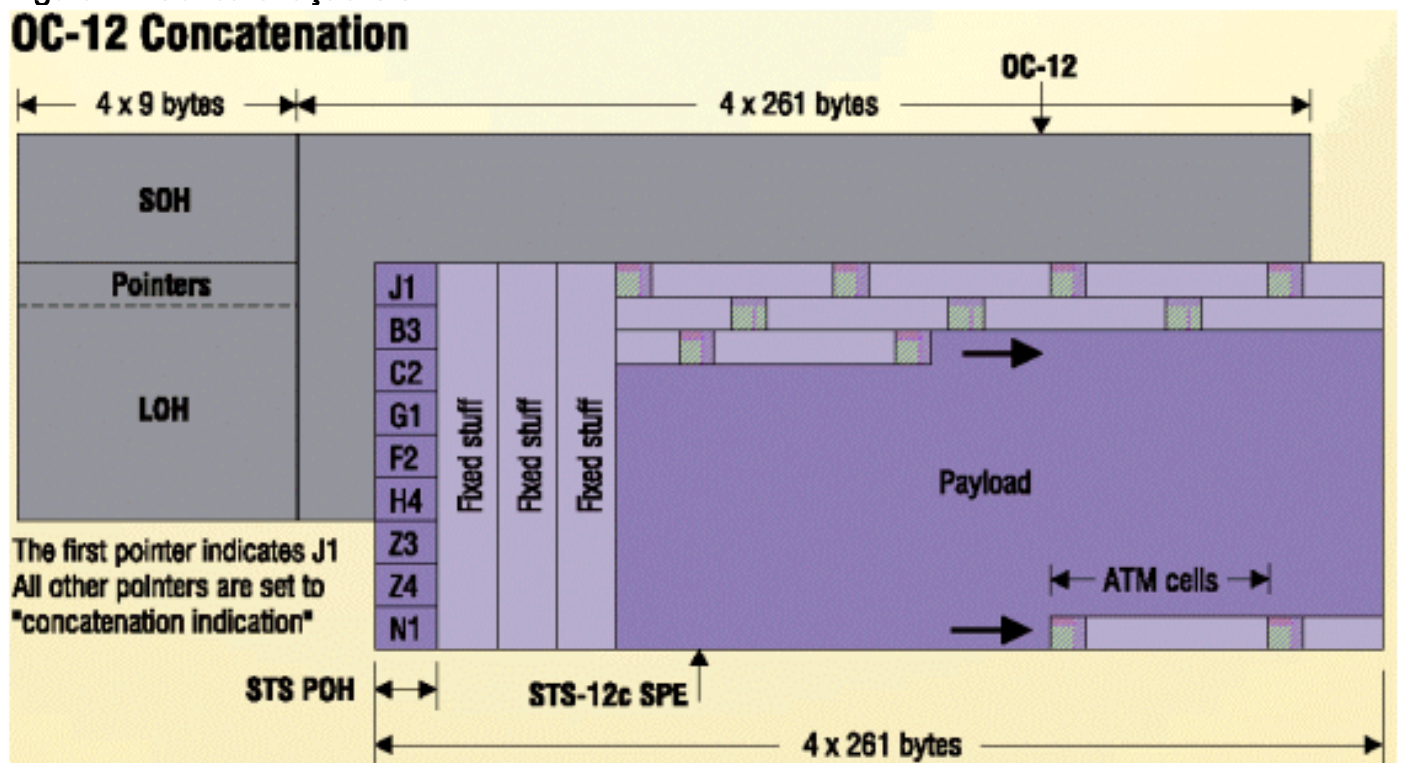 OC-12 Concatenation
OC-12
4 x 9 bytes
4 x 261 bytes
SOH
Pointers
LOH
J1
B3
C2
G1
F2
H4
Z3
Z4
N1
Fixed stuff
Fixed stuff
Fixed stuff
Payload
ATM cells
The first pointer indicates J1
All other pointers are set to
"concatenation indication"
STS POH
STS-12c SPE
4 x 261 bytes